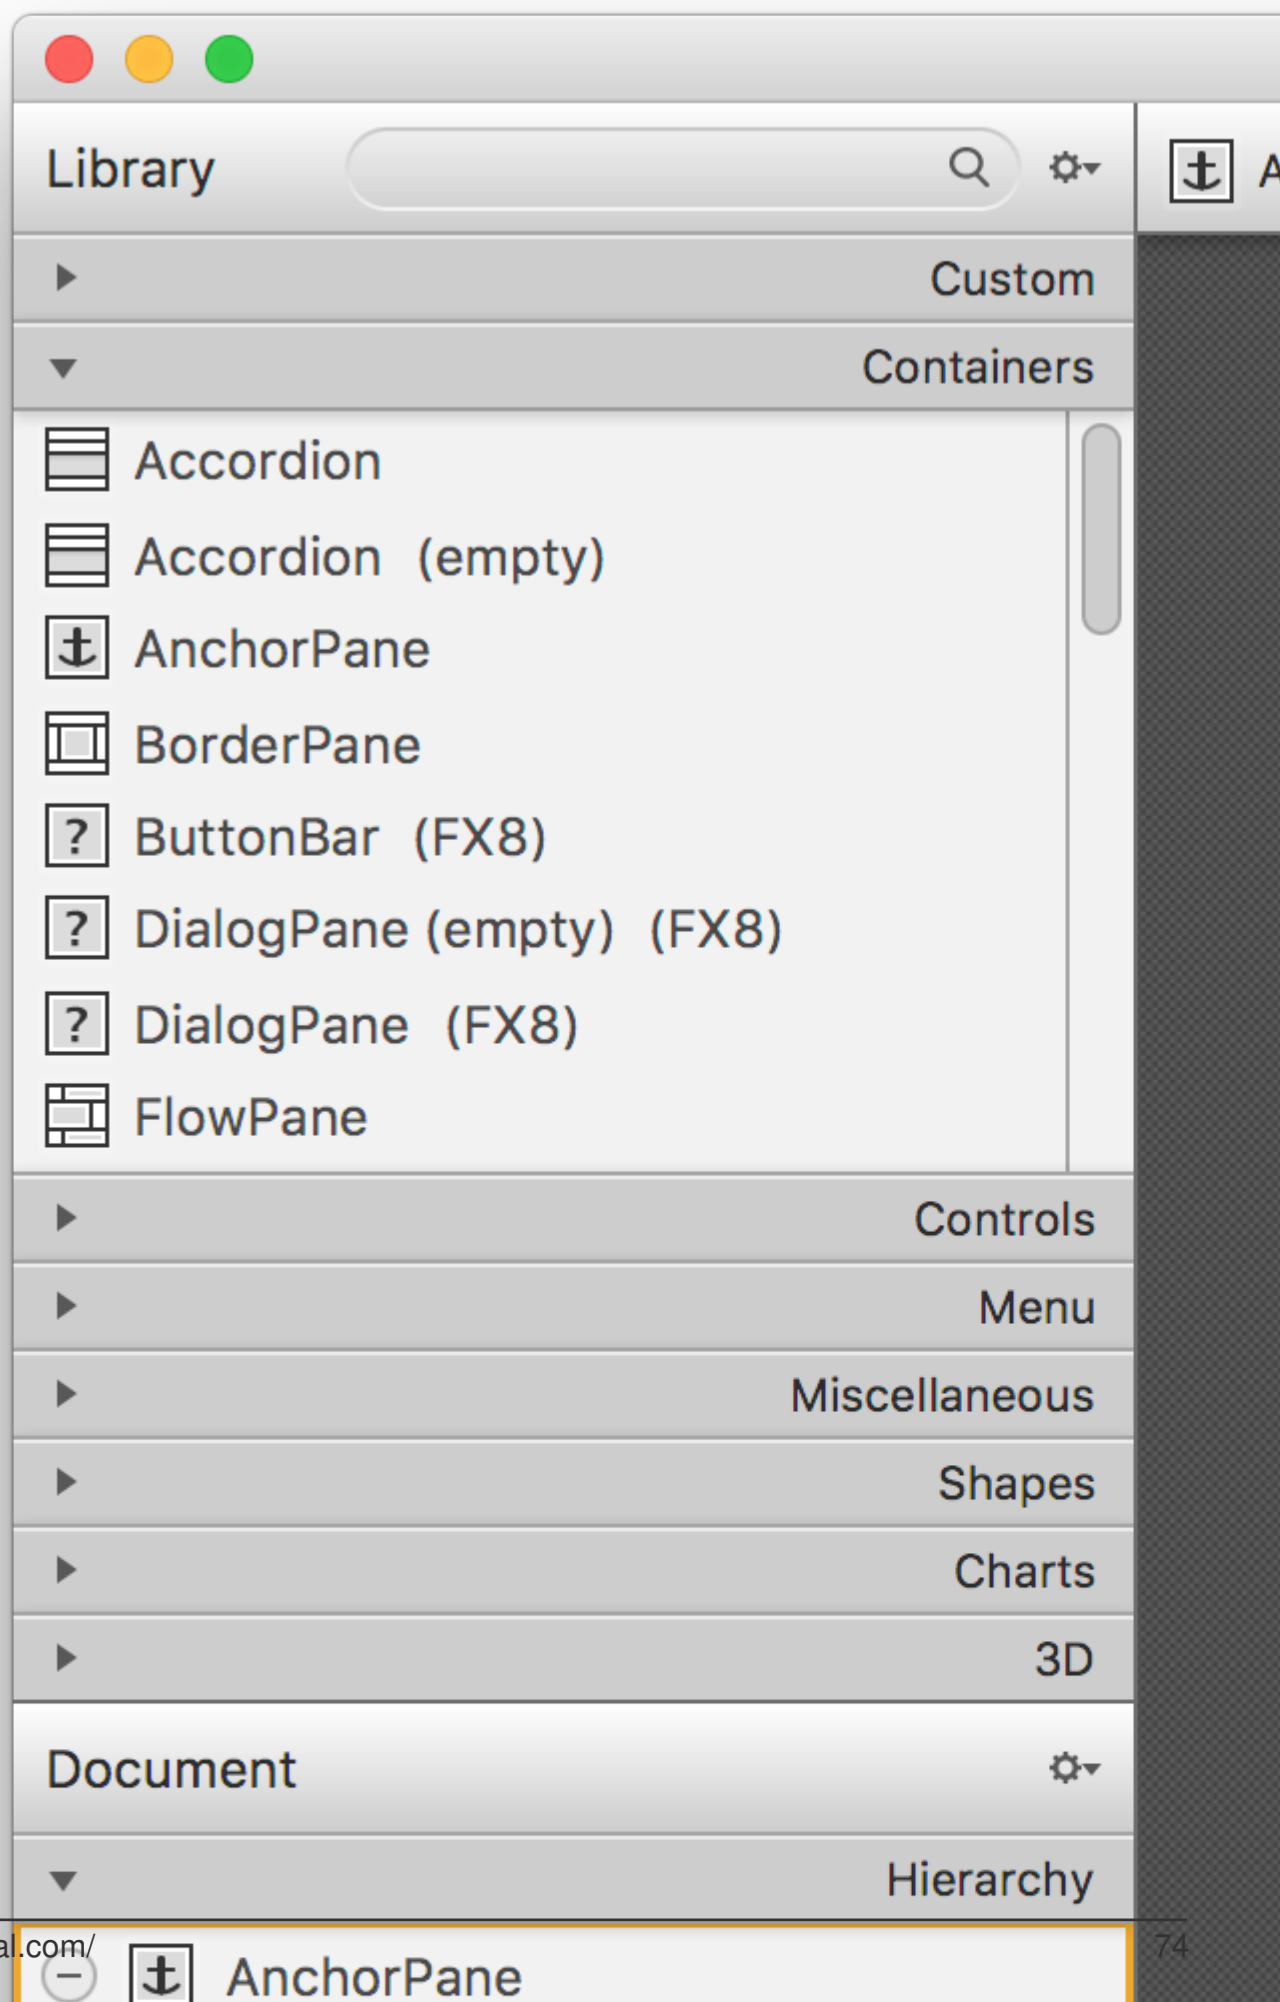 Library
A
Custom
Containers
Accordion
Accordion (empty)
AnchorPane
BorderPane
? ButtonBar (FX8)
? DialogPane (empty) (FX8)
? DialogPane (FX8)
FlowPane
Controls
Menu
Miscellaneous
Shapes
Charts
3D
Document
Hierarchy
al.com/ 74
AnchorPane